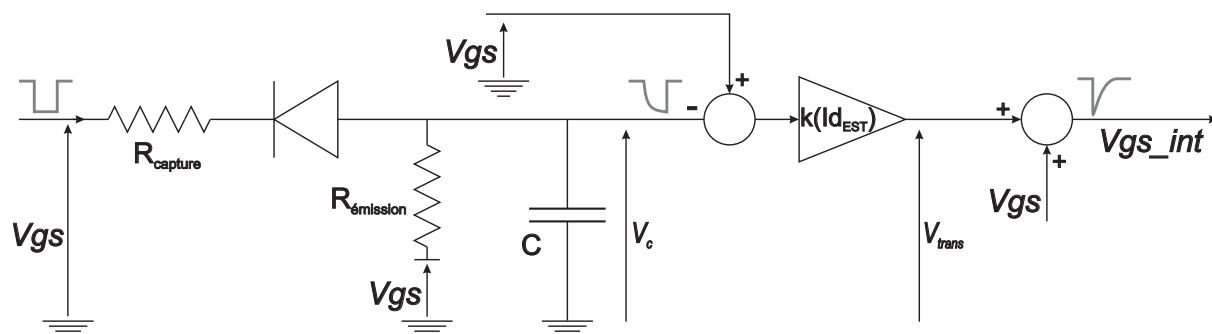 Vgs
+
-
k(Id_EST)
+
Vgs_int
R_capture
+
R_émission
Vgs
Vgs
C
V_c
V_trans
Vgs